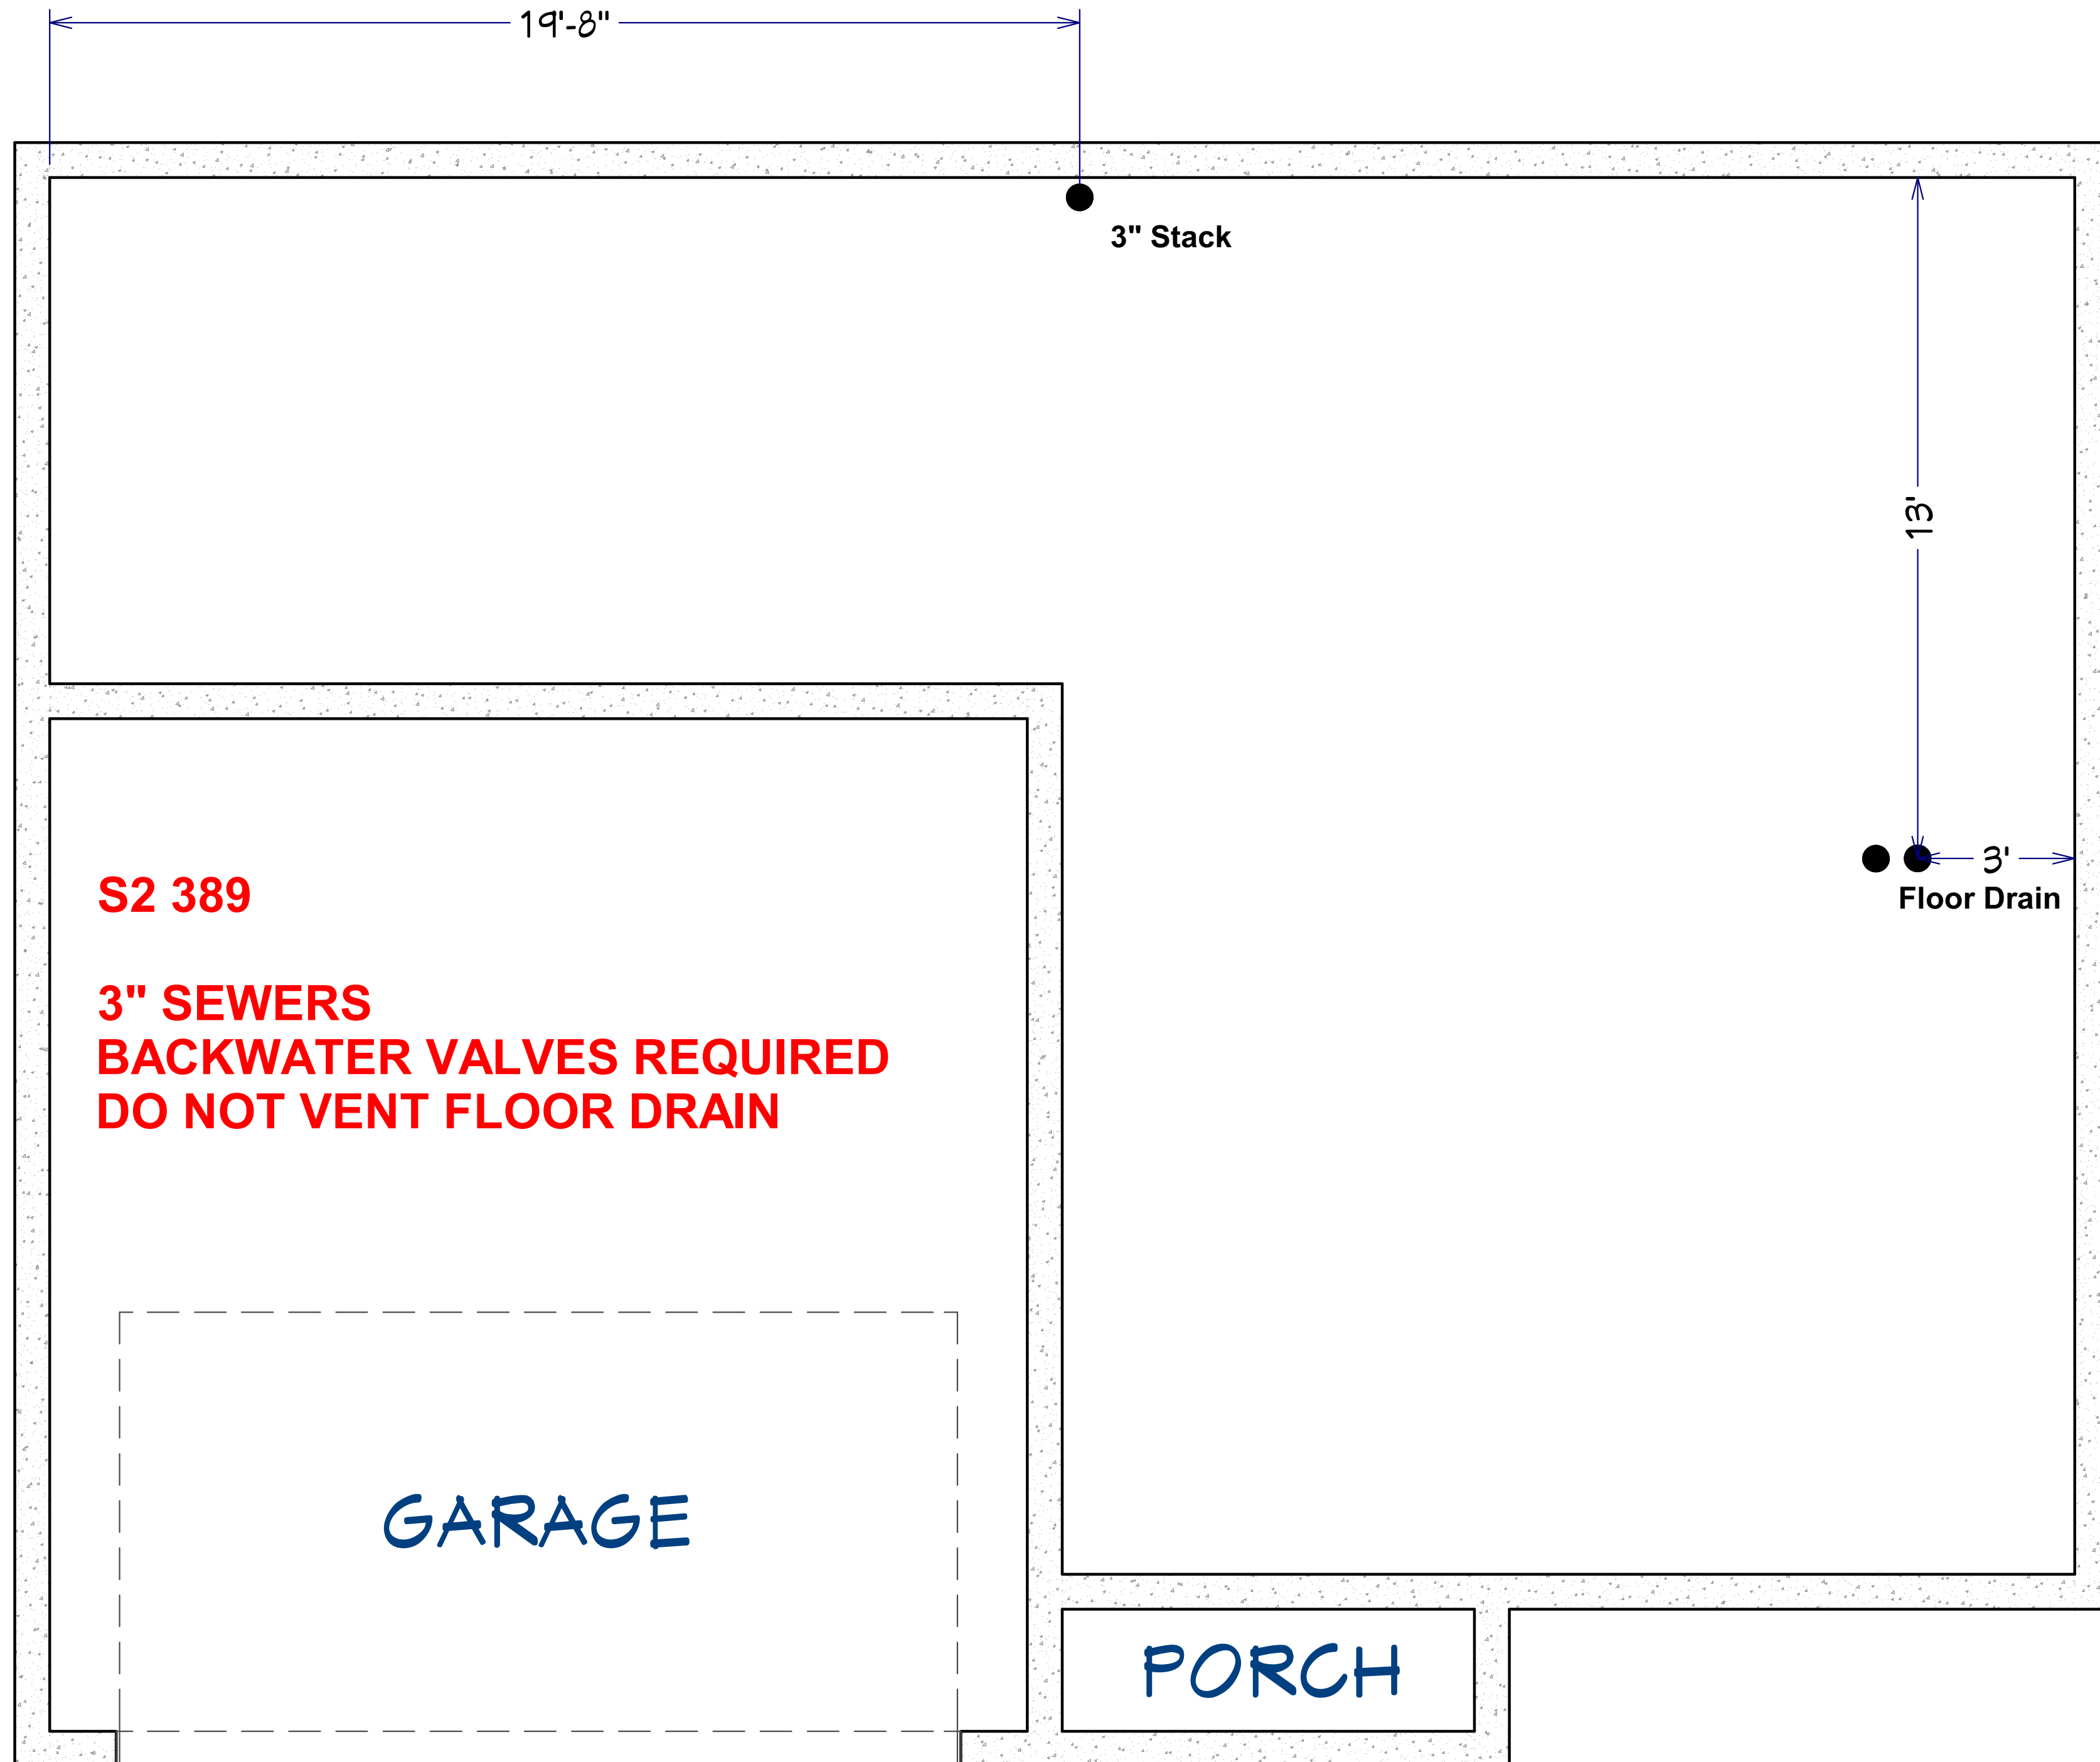 19'-8"
3" Stack
13'
3'
Floor Drain
S2 389
3" SEWERS
BACKWATER VALVES REQUIRED
DO NOT VENT FLOOR DRAIN
GARAGE
PORCH